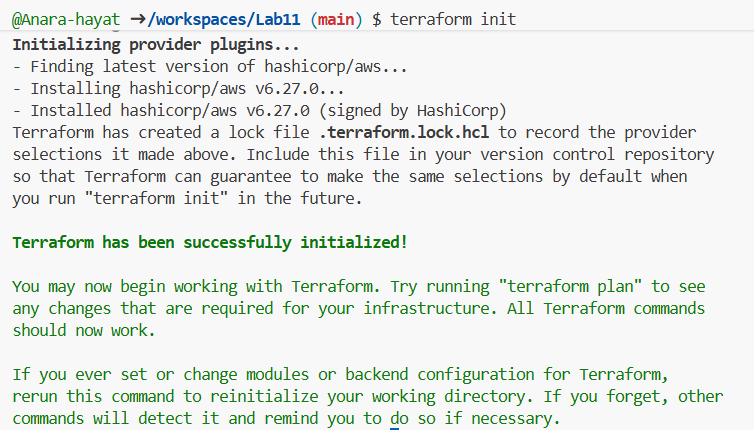 @Anara-hayat ➜/workspaces/Lab11 (main) $ terraform init
Initializing provider plugins...
- Finding latest version of hashicorp/aws...
- Installing hashicorp/aws v6.27.0...
- Installed hashicorp/aws v6.27.0 (signed by HashiCorp)
Terraform has created a lock file .terraform.lock.hcl to record the provider
selections it made above. Include this file in your version control repository
so that Terraform can guarantee to make the same selections by default when
you run "terraform init" in the future.
Terraform has been successfully initialized!
You may now begin working with Terraform. Try running "terraform plan" to see
any changes that are required for your infrastructure. All Terraform commands
should now work.
If you ever set or change modules or backend configuration for Terraform,
rerun this command to reinitialize your working directory. If you forget, other
commands will detect it and remind you to do so if necessary.